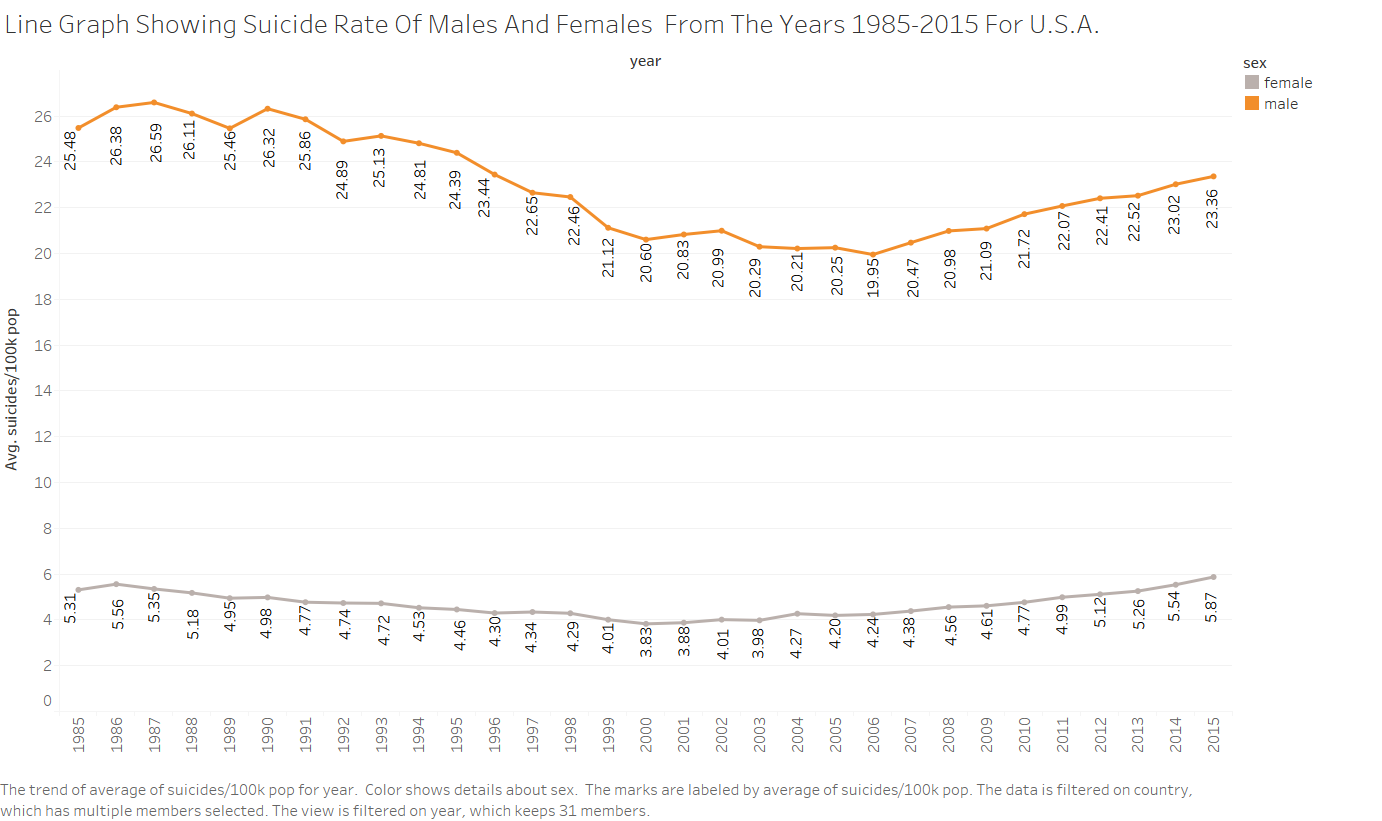 Line Graph Showing Suicide Rate Of Males And Females  From The Years 1985-2015 For U.S.A.
year
sex
female
male
Avg. suicides/100k pop
26
24
22
20
18
16
14
12
10
8
6
4
2
0
25.48 26.38 26.59 26.11 25.46 26.32 25.86 24.89 25.13 24.81 24.39 23.44 22.65 22.46 21.12 20.60 20.83 20.99 20.29 20.21 20.25 19.95 20.47 20.98 21.09 21.72 22.07 22.41 22.52 23.02 23.36
5.31 5.56 5.35 5.18 4.95 4.98 4.77 4.74 4.72 4.53 4.46 4.30 4.34 4.29 4.01 3.83 3.88 4.01 3.98 4.27 4.20 4.24 4.38 4.56 4.61 4.77 4.99 5.12 5.26 5.54 5.87
1985 1986 1987 1988 1989 1990 1991 1992 1993 1994 1995 1996 1997 1998 1999 2000 2001 2002 2003 2004 2005 2006 2007 2008 2009 2010 2011 2012 2013 2014 2015
The trend of average of suicides/100k pop for year.  Color shows details about sex.  The marks are labeled by average of suicides/100k pop. The data is filtered on country,
which has multiple members selected. The view is filtered on year, which keeps 31 members.